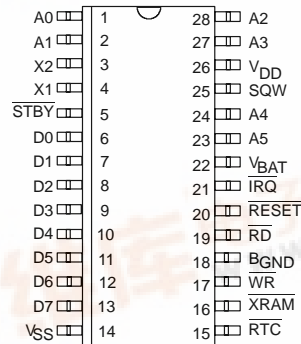 A0 1 28 A2
A1 2 27 A3
X2 3 26 VDD
X1 4 25 SQW
STBY 5 24 A4
D0 6 23 A5
D1 7 22 VBAT
D2 8 21 IRQ
D3 9 20 RESET
D4 10 19 RD
D5 11 18 BGND
D6 12 17 WR
D7 13 16 XRAM
VSS 14 15 RTC